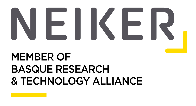 NEIKER
MEMBER OF
BASQUE RESEARCH
& TECHNOLOGY ALLIANCE